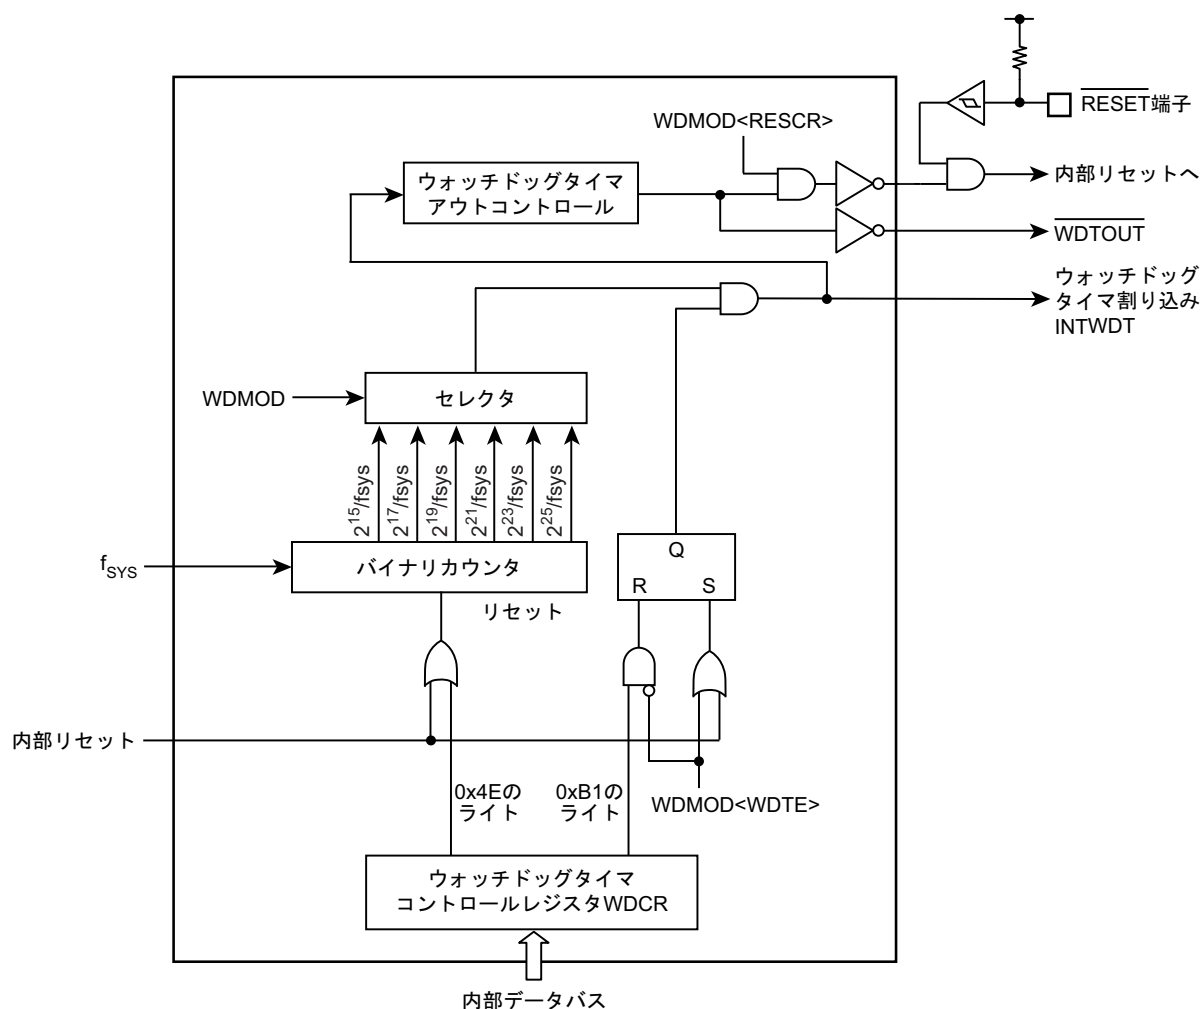 WDMOD<RESCR>
RESET端子
ウォッチドッグタイマ
アウトコントロール
内部リセットへ
WDTOUT
ウォッチドッグ
タイマ割り込み
INTWDT
WDMOD
セレクタ
2^15/fsys
2^17/fsys
2^19/fsys
2^21/fsys
2^23/fsys
2^25/fsys
fSYS
バイナリカウンタ
リセット
Q
R S
内部リセット
0x4Eの
ライト
0xB1の
ライト
WDMOD<WDTE>
ウォッチドッグタイマ
コントロールレジスタWDCR
内部データバス